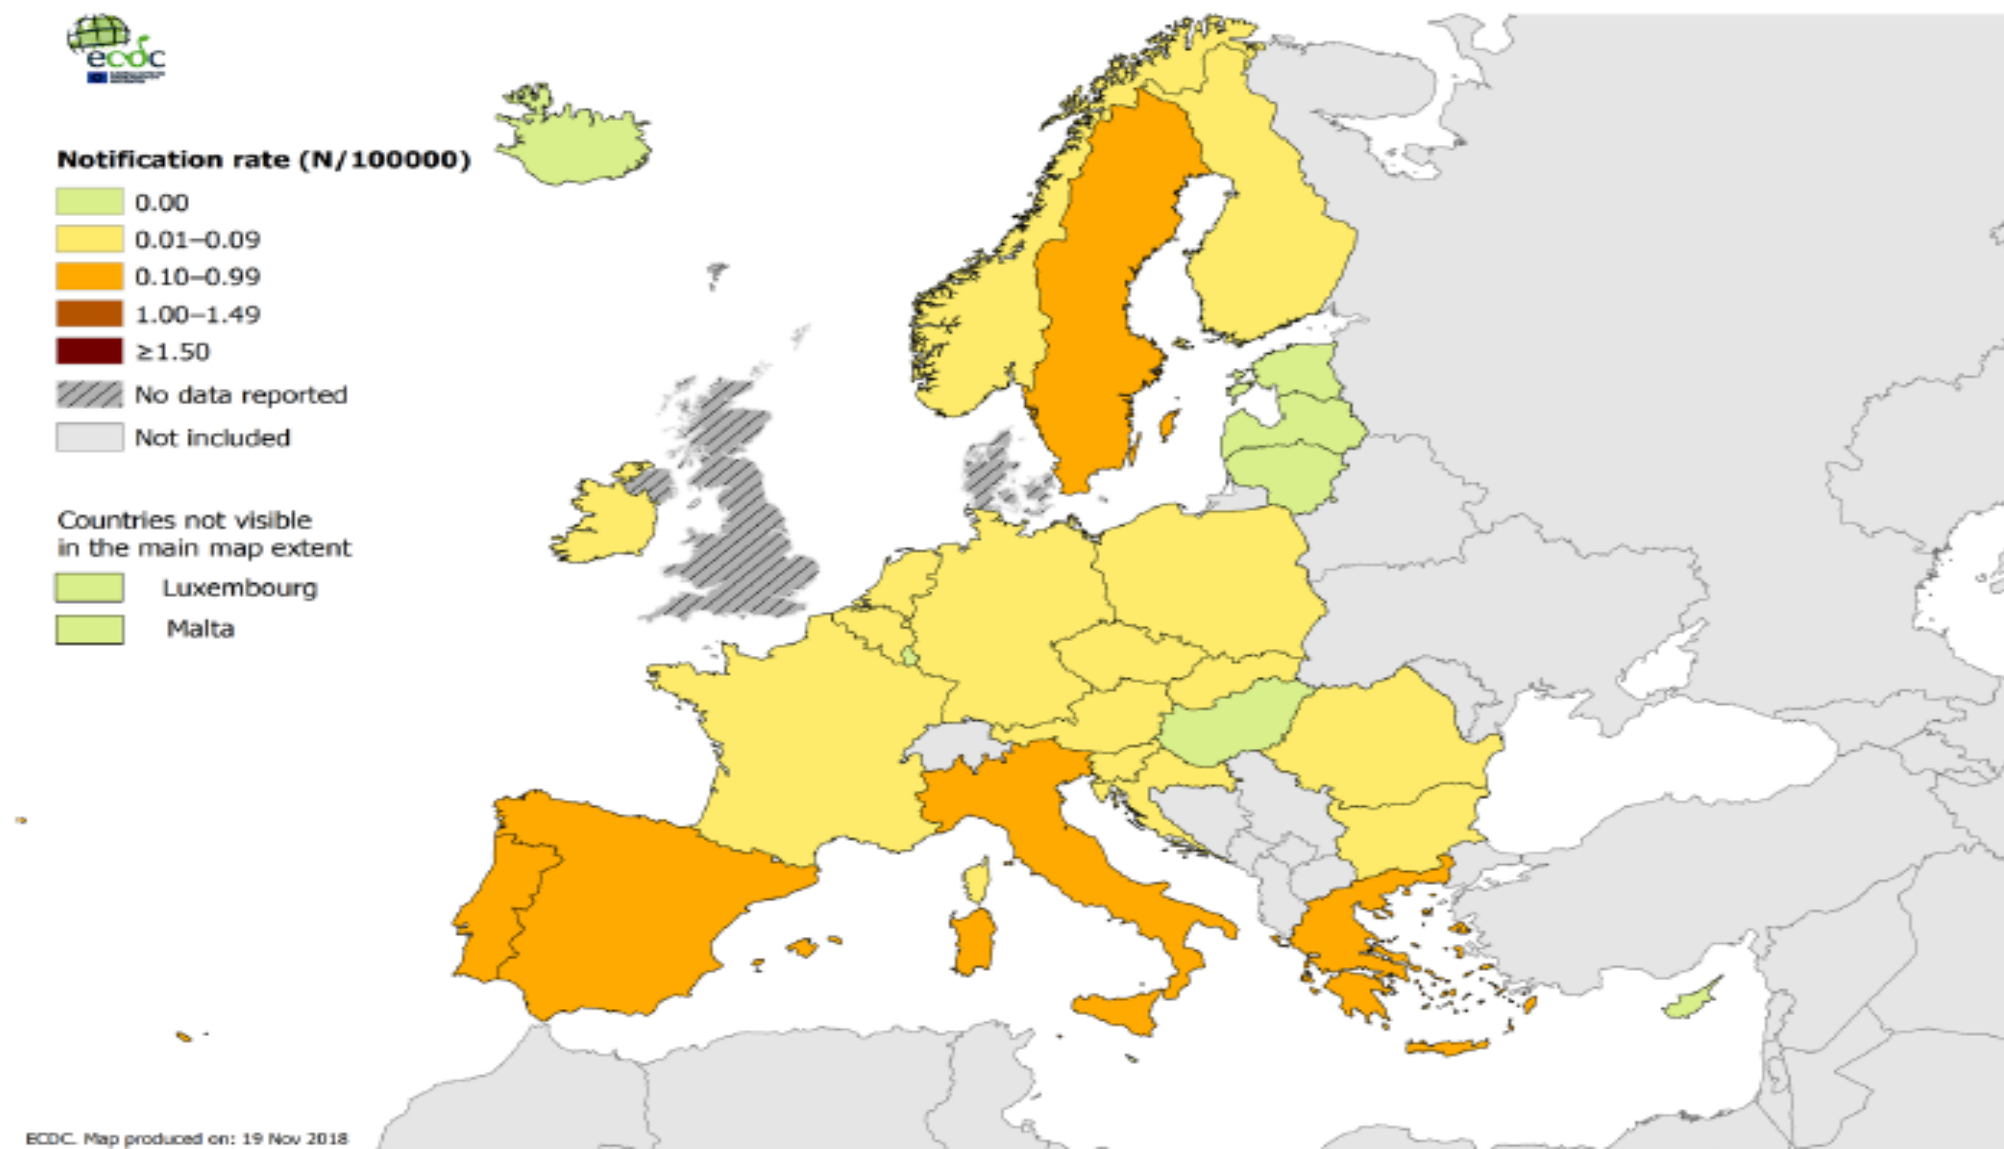 ecdc
Notification rate (N/100000)
0.00
0.01–0.09
0.10–0.99
1.00–1.49
≥1.50
No data reported
Not included
Countries not visible
in the main map extent
Luxembourg
Malta
ECDC. Map produced on: 19 Nov 2018